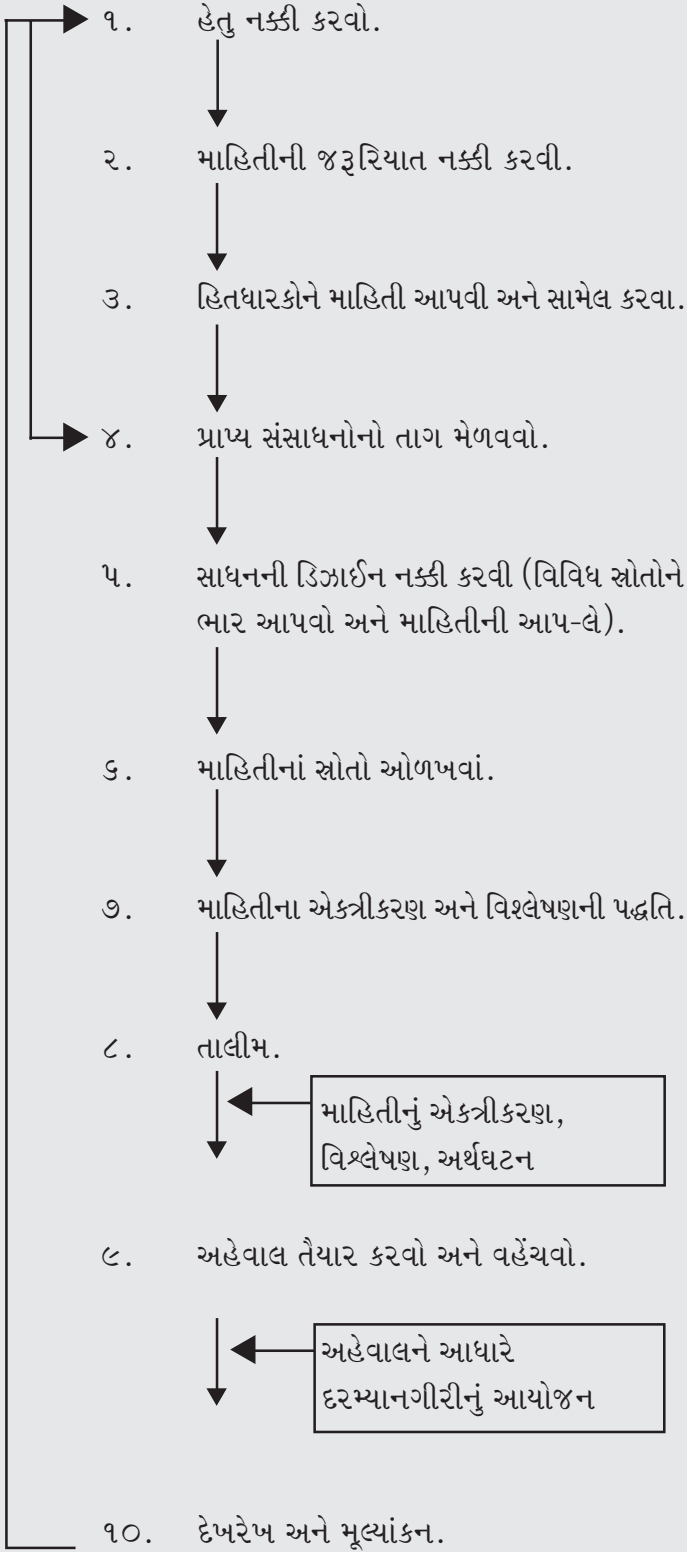 ૧. હેતુ નક્કી કરવો.
૨. માહિતીની જરૂરિયાત નક્કી કરવી.
૩. હિતધારકોને માહિતી આપવી અને સામેલ કરવા.
૪. પ્રાપ્ય સંસાધનોનો તાગ મેળવવો.
૫. સાધનની ડિઝાઈન નક્કી કરવી (વિવિધ સ્રોતોને
ભાર આપવો અને માહિતીની આપ-લે).
૬. માહિતીનાં સ્રોતો ઓળખવાં.
૭. માહિતીના એકત્રીકરણ અને વિશ્લેષણની પદ્ધતિ.
૮. તાલીમ.
માહિતીનું એકત્રીકરણ,
વિશ્લેષણ, અર્થઘટન
૯. અહેવાલ તૈયાર કરવો અને વહેંચવો.
અહેવાલને આધારે
દરમ્યાનગીરીનું આયોજન
૧૦. દેખરેખ અને મૂલ્યાંકન.